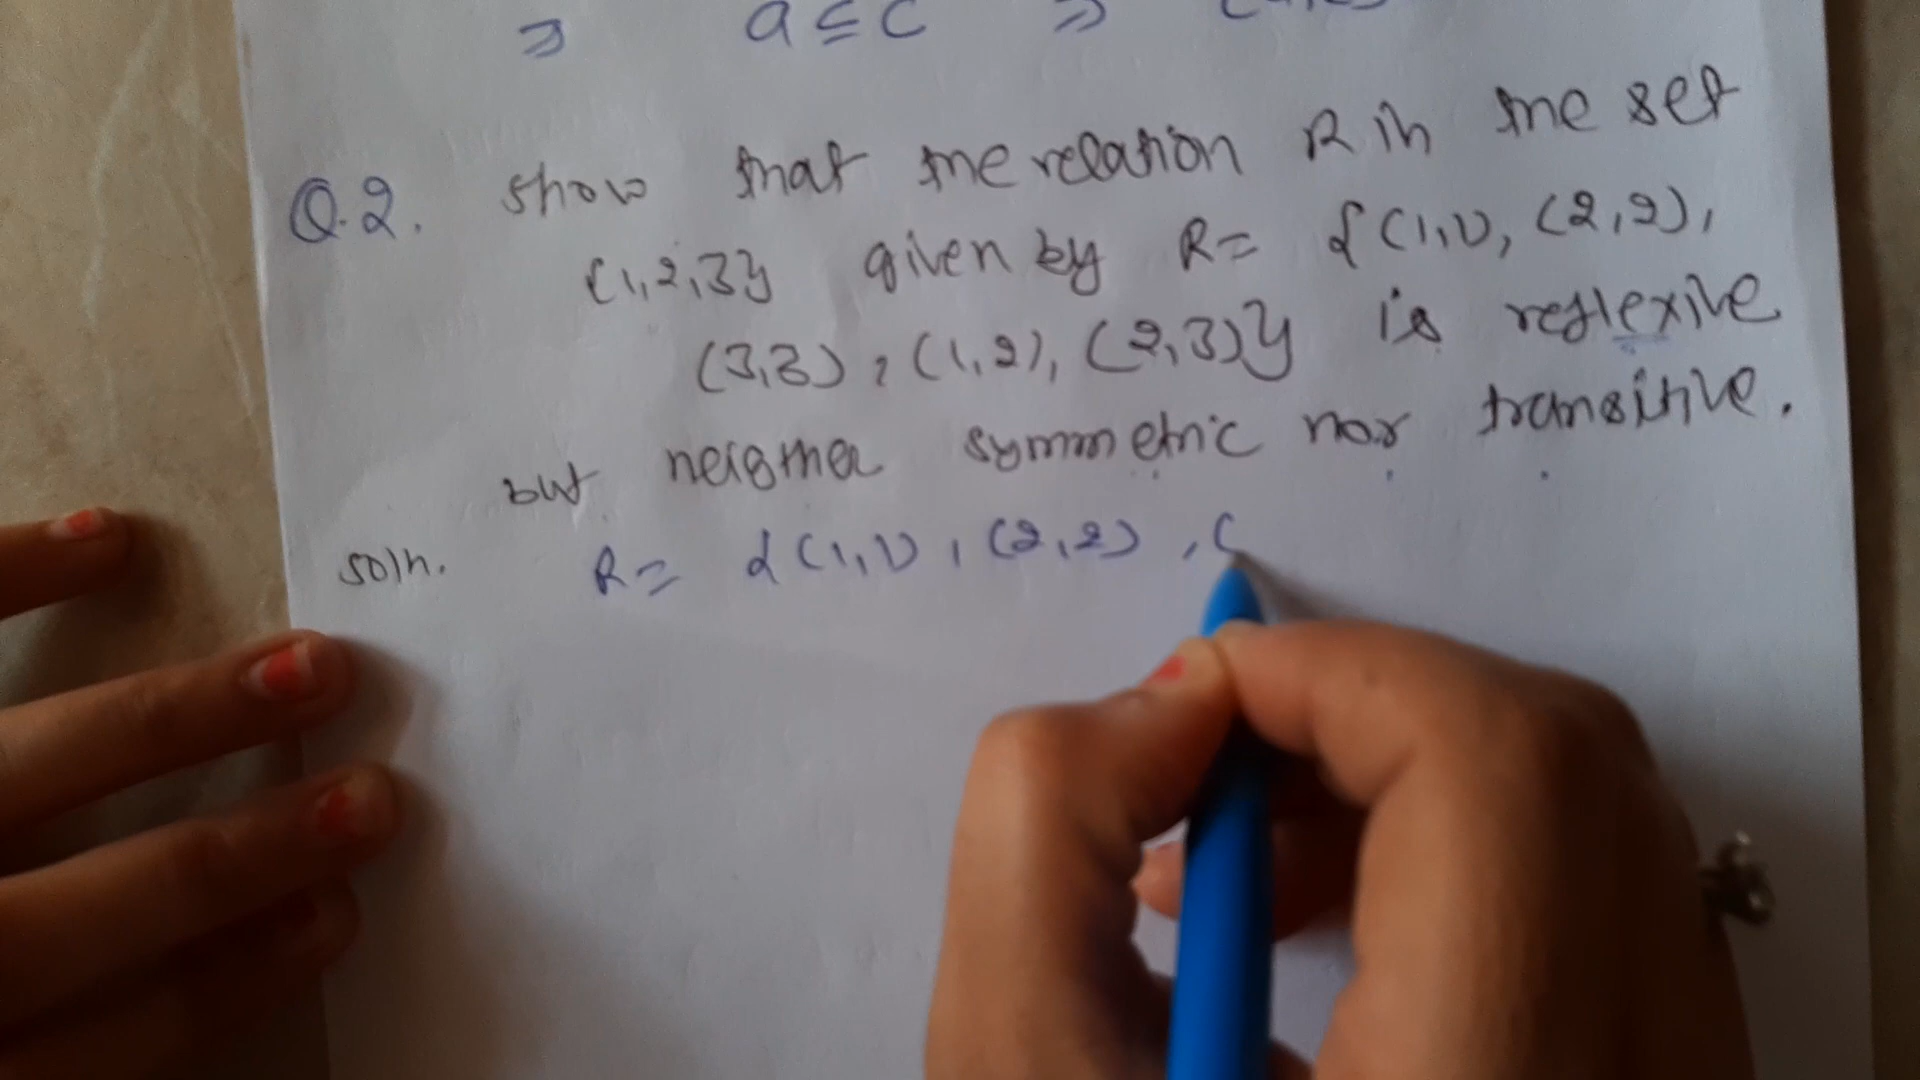 ⇒ a ≤ c ⇒
Q.2. show that the relation R in the set
{1,2,3} given by R= {(1,1), (2,2),
(3,3), (1,2), (2,3)} is reflexive
but neigther symmetric nor transitive.
soln. R= {(1,1), (2,2), (